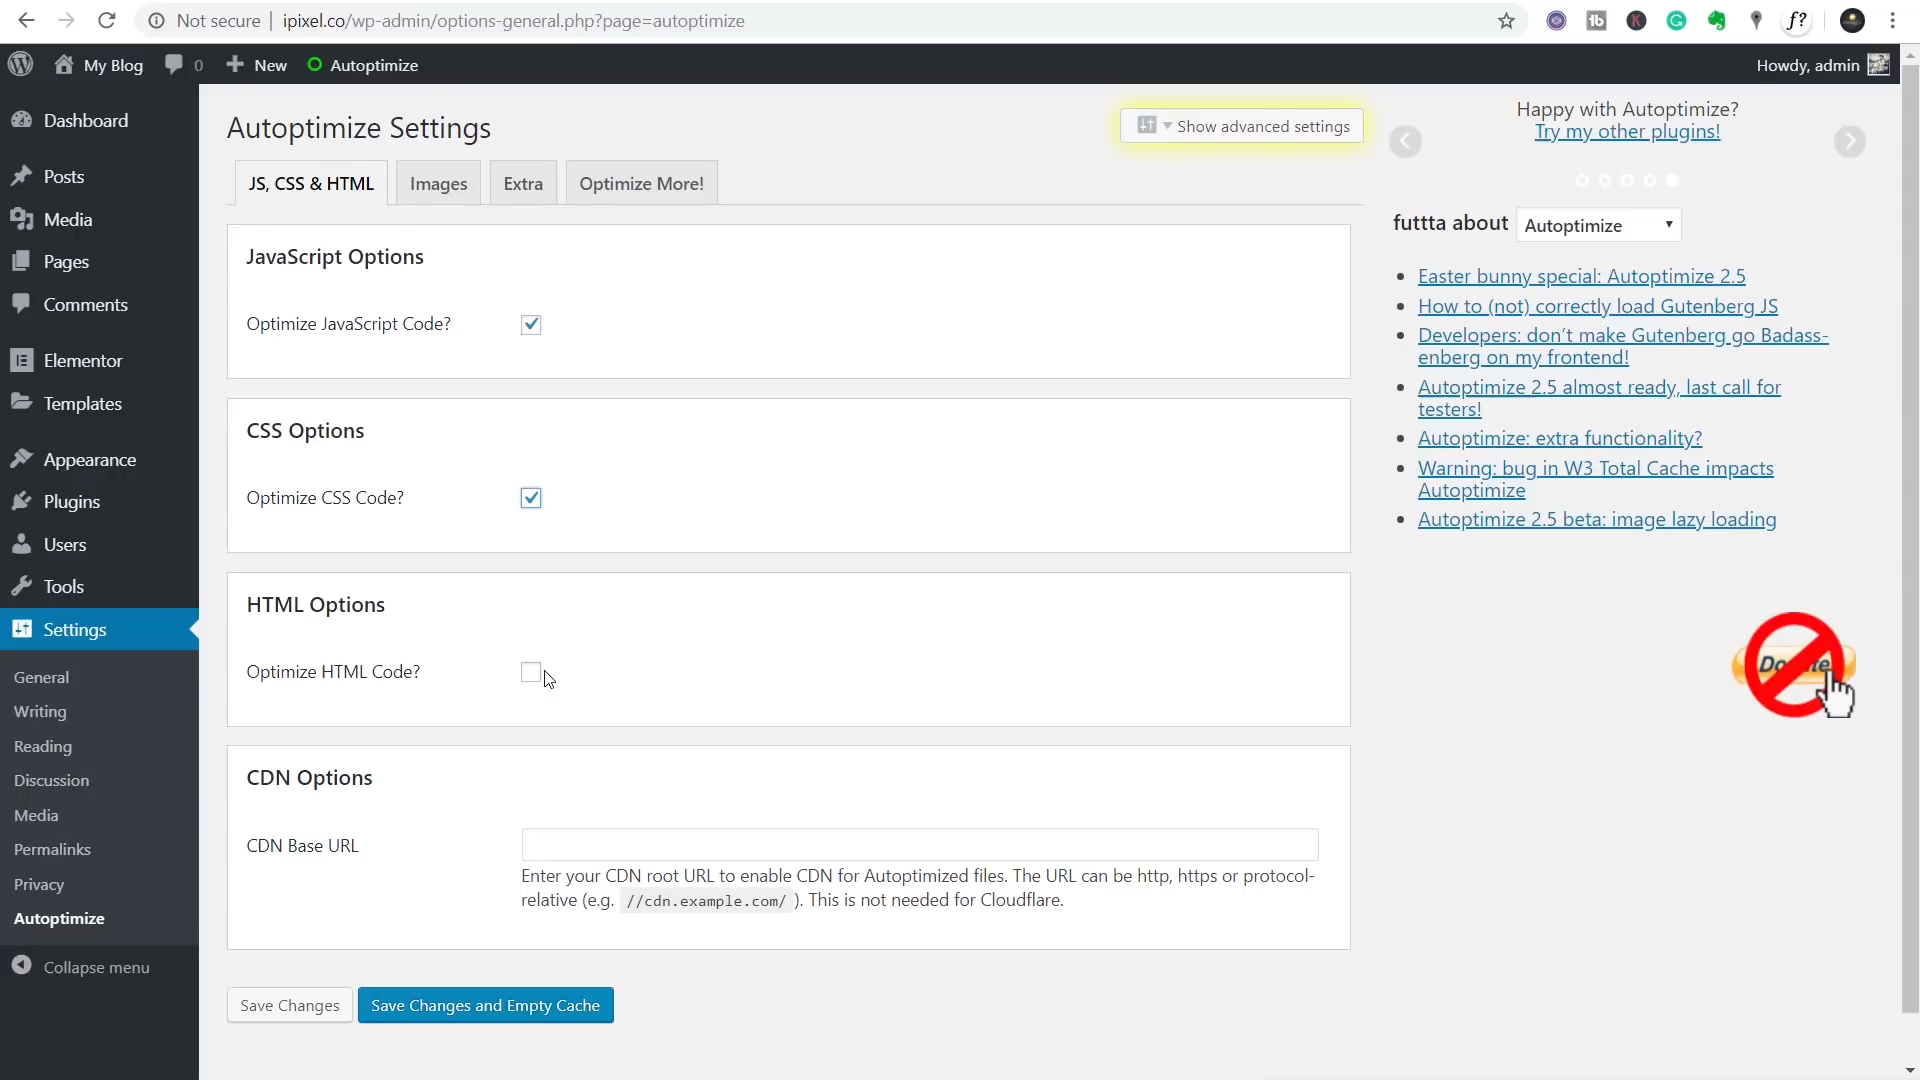 Not secure | ipixel.co/wp-admin/options-general.php?page=autoptimize
My Blog 0 New Autoptimize Howdy, admin
Dashboard
Posts
Media
Pages
Comments
Elementor
Templates
Appearance
Plugins
Users
Tools
Settings
General
Writing
Reading
Discussion
Media
Permalinks
Privacy
Autoptimize
Collapse menu
Autoptimize Settings
Show advanced settings
JS, CSS & HTML Images Extra Optimize More!
JavaScript Options
Optimize JavaScript Code?
CSS Options
Optimize CSS Code?
HTML Options
Optimize HTML Code?
CDN Options
CDN Base URL
Enter your CDN root URL to enable CDN for Autoptimized files. The URL can be http, https or protocol-
relative (e.g. //cdn.example.com/ ). This is not needed for Cloudflare.
Save Changes Save Changes and Empty Cache
Happy with Autoptimize?
Try my other plugins!
futtta about Autoptimize
Easter bunny special: Autoptimize 2.5
How to (not) correctly load Gutenberg JS
Developers: don’t make Gutenberg go Badass-
enberg on my frontend!
Autoptimize 2.5 almost ready, last call for
testers!
Autoptimize: extra functionality?
Warning: bug in W3 Total Cache impacts
Autoptimize
Autoptimize 2.5 beta: image lazy loading